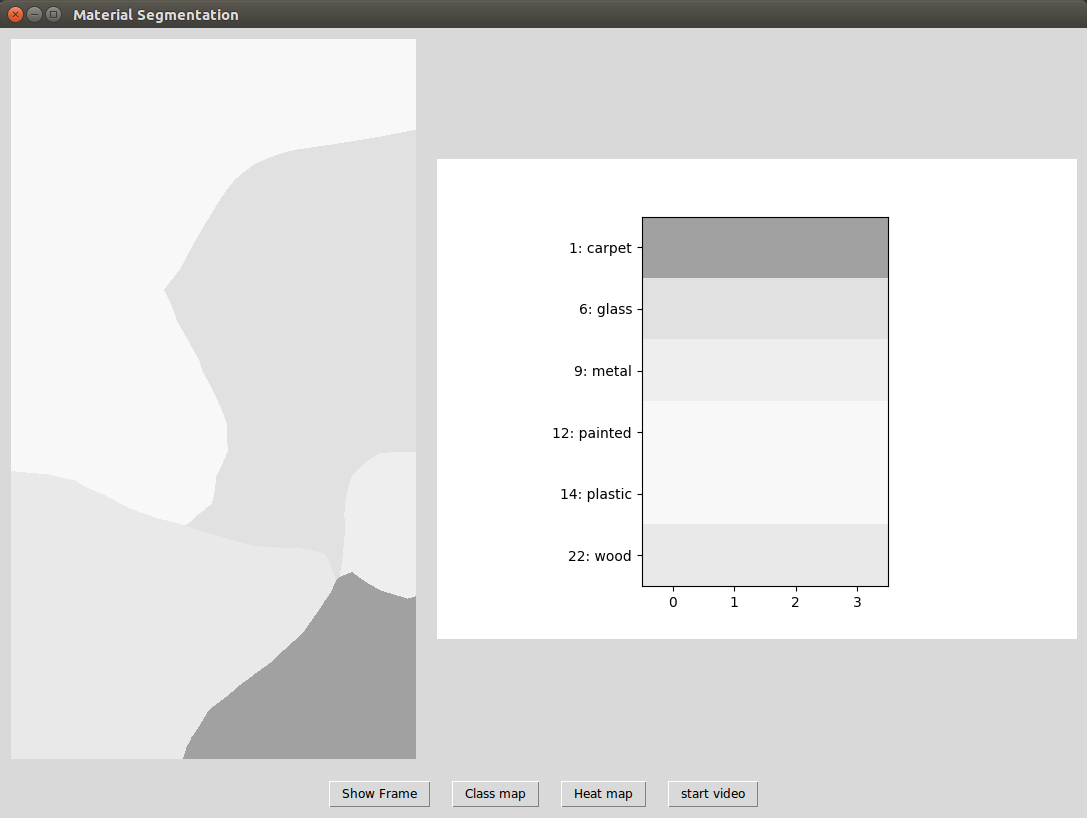 Material Segmentation
1: carpet
6: glass
9: metal
12: painted
14: plastic
22: wood
0 1 2 3
Show Frame Class map Heat map start video